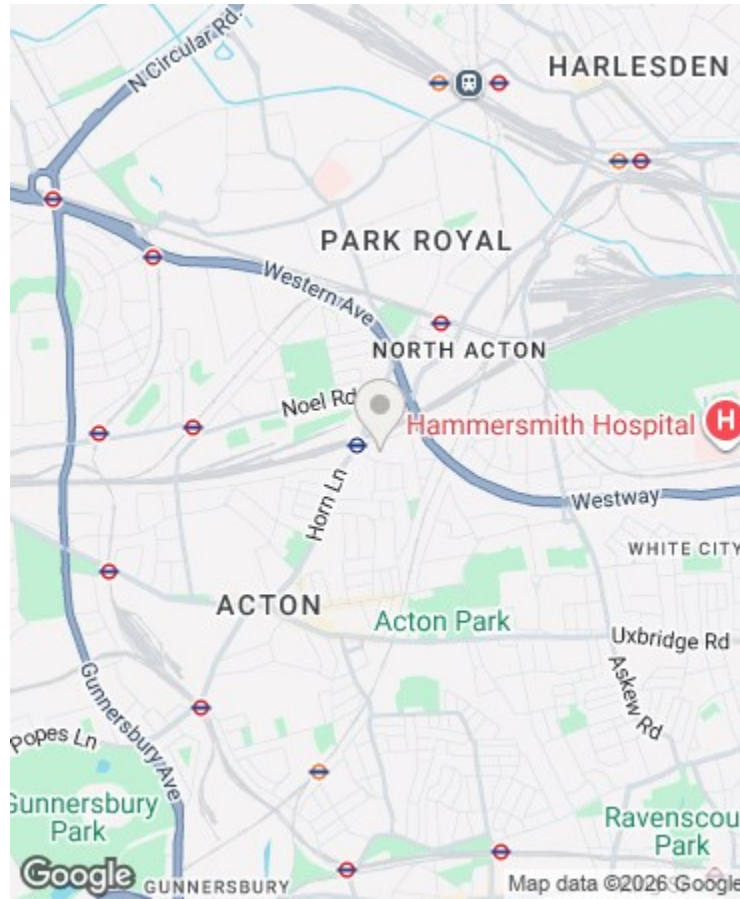 N Circular Rd.
HARLESDEN
PARK ROYAL
Western Ave
NORTH ACTON
Noel Rd
Hammersmith Hospital
H
Horn Ln
Westway
WHITE CITY
ACTON
Acton Park
Uxbridge Rd
Askew Rd
Gunnersbury Ave
Popes Ln
Gunnersbury
Park
Ravenscou
Park
Google
GUNNERSBURY
Map data ©2026 Google